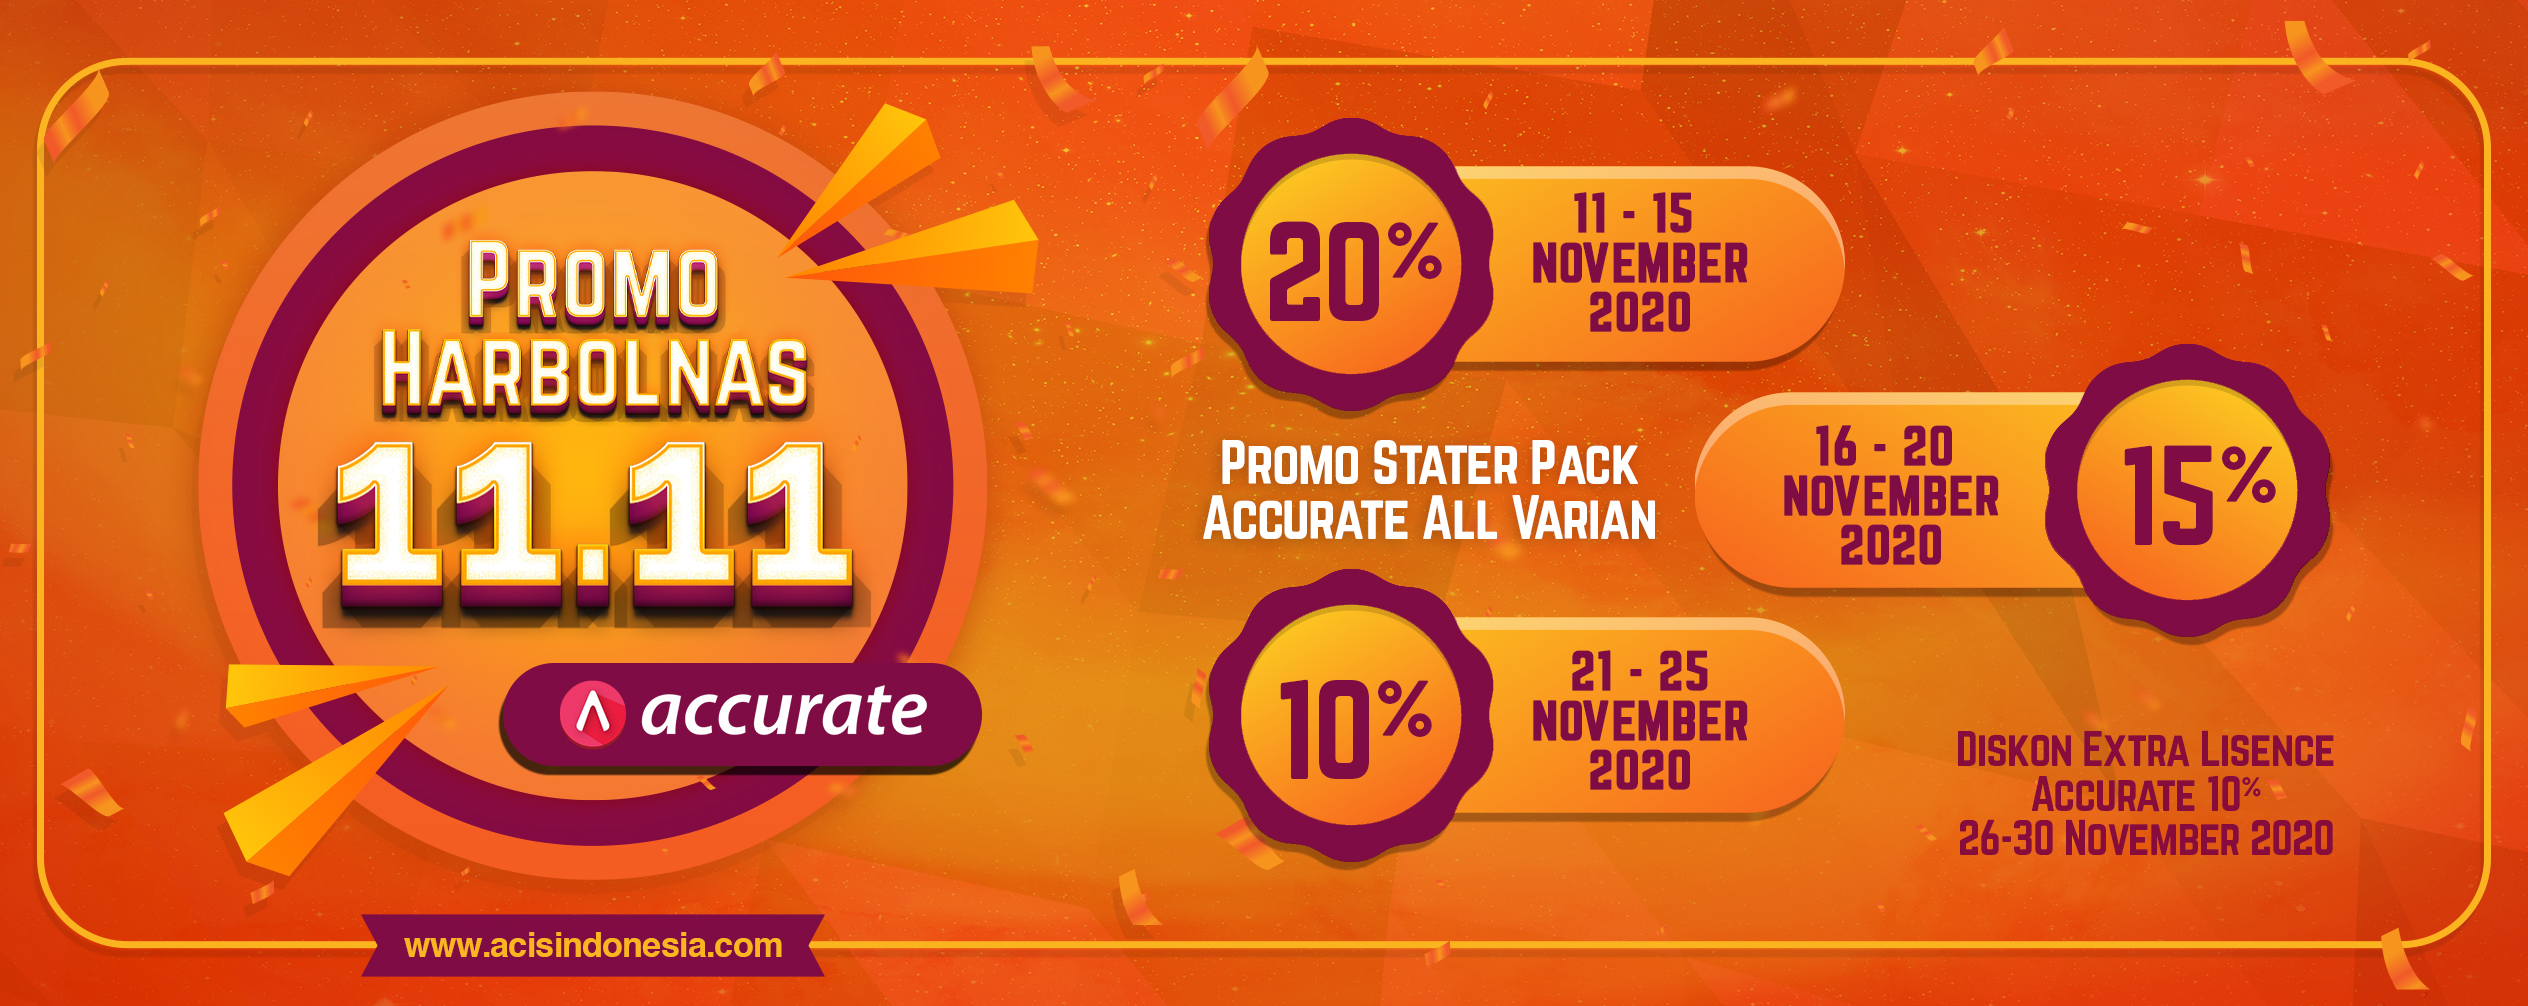 Promo
Harbolnas
11.11
accurate
www.acisindonesia.com
20%
11 - 15
NOVEMBER
2020
Promo Stater Pack
Accurate All Varian
16 - 20
NOVEMBER
2020
15%
10%
21 - 25
NOVEMBER
2020
Diskon Extra Lisence
Accurate 10%
26-30 November 2020